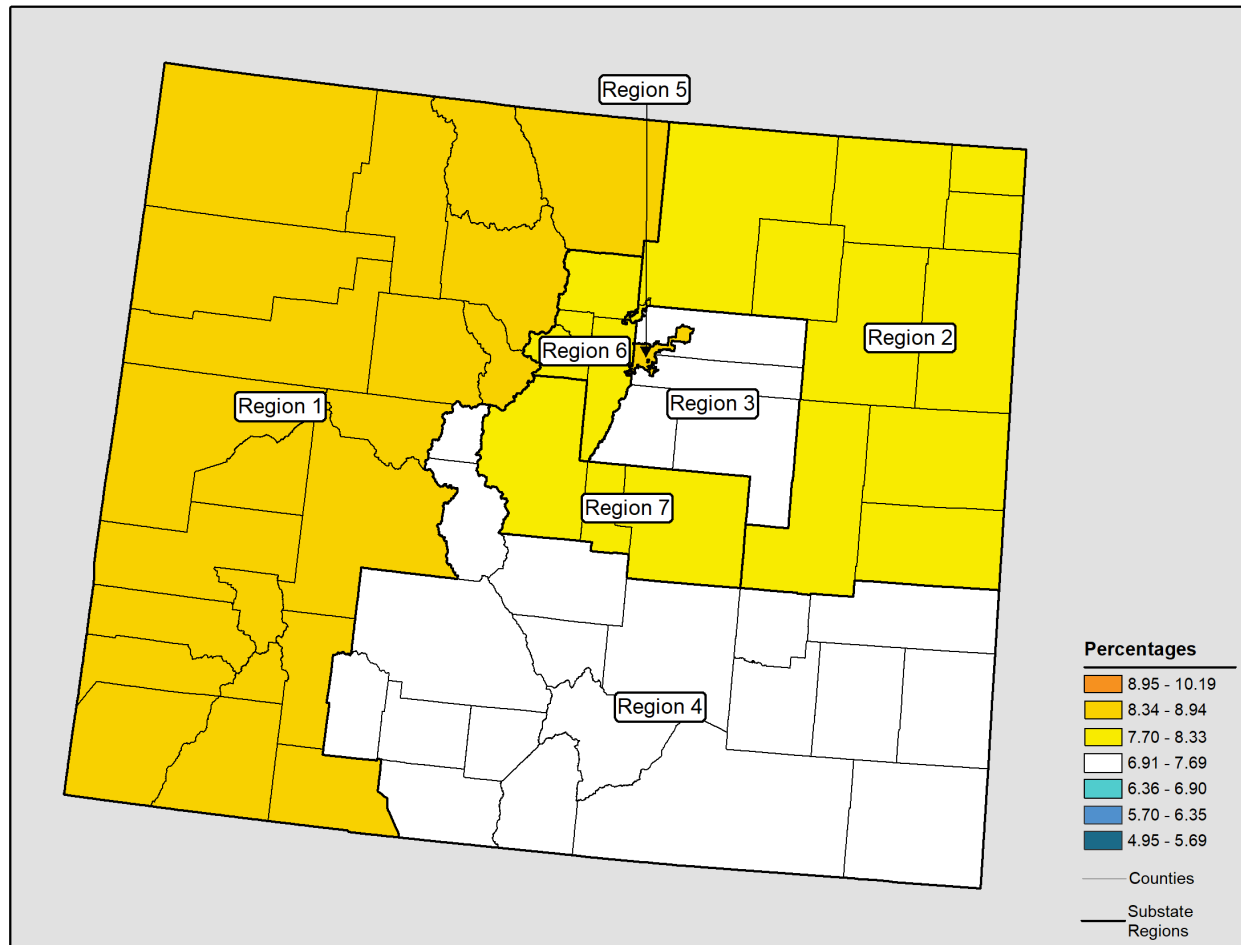 Region 5
Region 2
Region 6
Region 3
Region 1
Region 7
Region 4
Percentages
8.95 - 10.19
8.34 - 8.94
7.70 - 8.33
6.91 - 7.69
6.36 - 6.90
5.70 - 6.35
4.95 - 5.69
Counties
Substate
Regions